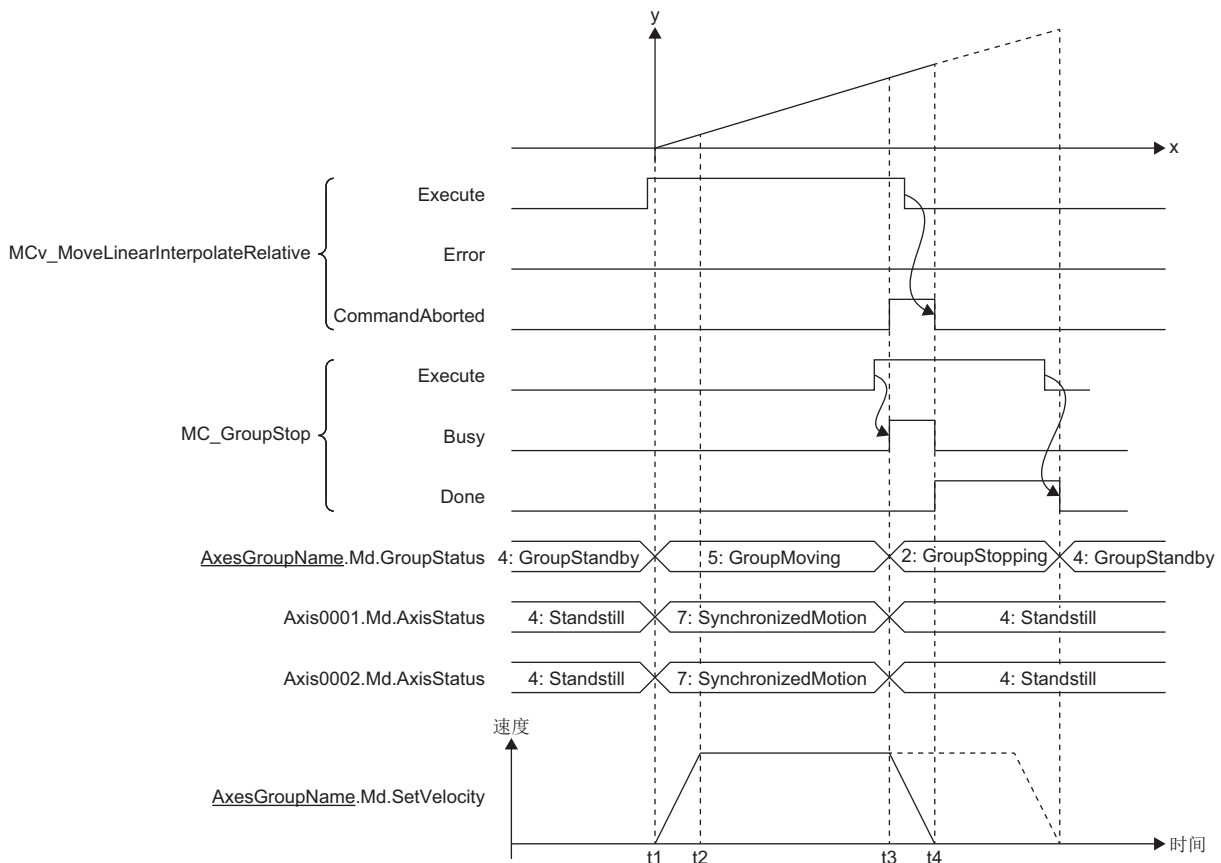 y
x
Execute
MCv_MoveLinearInterpolateRelative
Error
CommandAborted
Execute
MC_GroupStop
Busy
Done
AxesGroupName.Md.GroupStatus 4: GroupStandby 5: GroupMoving 2: GroupStopping 4: GroupStandby
Axis0001.Md.AxisStatus 4: Standstill 7: SynchronizedMotion 4: Standstill
Axis0002.Md.AxisStatus 4: Standstill 7: SynchronizedMotion 4: Standstill
速度
AxesGroupName.Md.SetVelocity
时间
t1 t2 t3 t4